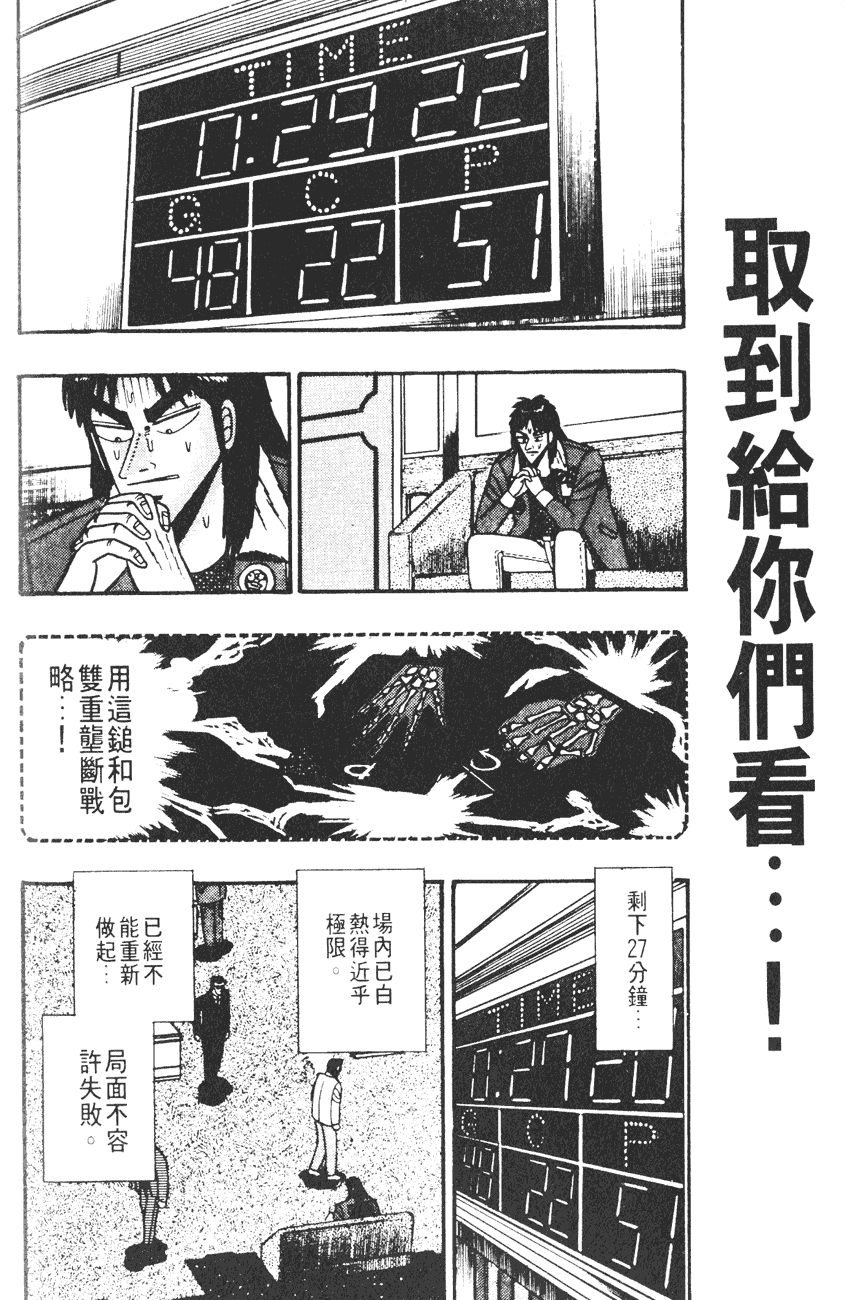 取到給你們看…！
TIME
0:29 22
G C P
48 22 51
用這鎚和包
雙重壟斷戰
略…！
剩下27分鐘…
TIME
G C P
48 22 51
場內已白
熱得近乎
極限。
已經不
能重新
做起…
局面不容
許失敗。